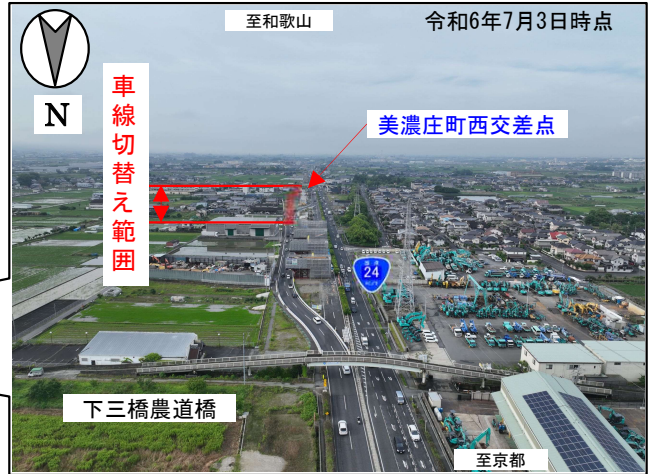 至和歌山
令和6年7月3日時点
N
車線切替え範囲
美濃庄町西交差点
24
下三橋農道橋
至京都